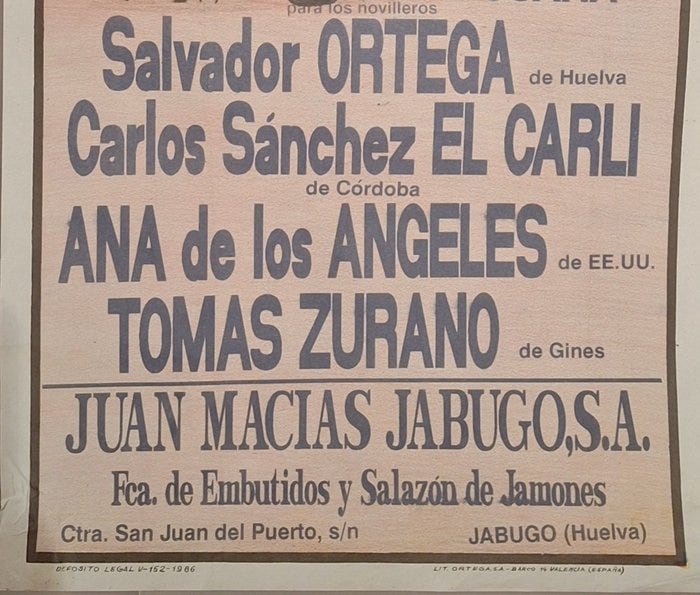 para los novilleros
Salvador ORTEGA de Huelva
Carlos Sánchez EL CARLI
de Córdoba
ANA de los ANGELES de EE.UU.
TOMAS ZURANO de Gines
JUAN MACIAS JABUGO,S.A.
Fca. de Embutidos y Salazón de Jamones
Ctra. San Juan del Puerto, s/n JABUGO (Huelva)
DEPOSITO LEGAL V-152-1986 LIT. ORTEGA.S.A.- BARCO 14 VALENCIA (ESPAÑA)